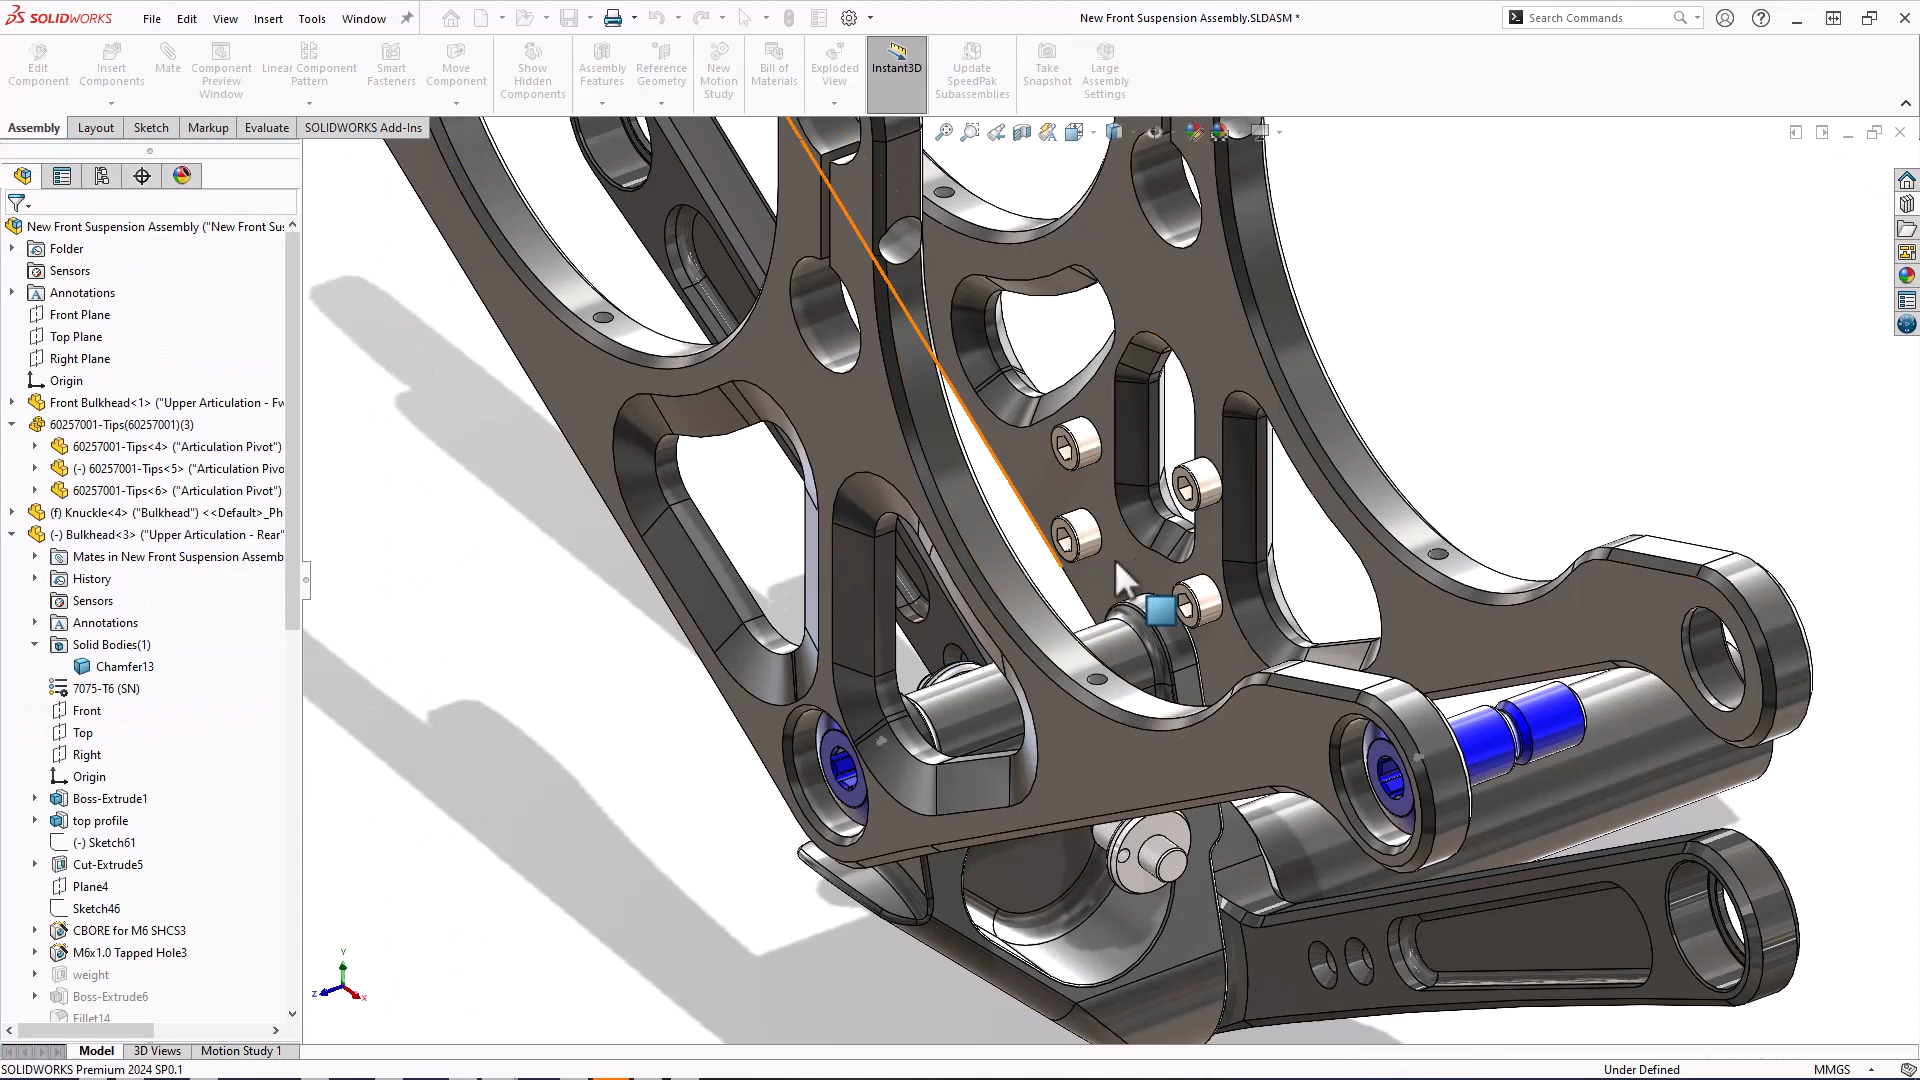 SOLIDWORKS File Edit View Insert Tools Window New Front Suspension Assembly.SLDASM * Search Commands
Edit Component
Insert Components
Mate
Component Preview Window
Linear Component Pattern
Smart Fasteners
Move Component
Show Hidden Components
Assembly Features
Reference Geometry
New Motion Study
Bill of Materials
Exploded View
Instant3D
Update SpeedPak Subassemblies
Take Snapshot
Large Assembly Settings
Assembly Layout Sketch Markup Evaluate SOLIDWORKS Add-Ins
New Front Suspension Assembly ("New Front Su
Folder
Sensors
Annotations
Front Plane
Top Plane
Right Plane
Origin
Front Bulkhead<1> ("Upper Articulation - Fw
60257001-Tips(60257001)(3)
60257001-Tips<4> ("Articulation Pivot")
(-) 60257001-Tips<5> ("Articulation Pivo
60257001-Tips<6> ("Articulation Pivot")
(f) Knuckle<4> ("Bulkhead") <<Default>_Ph
(-) Bulkhead<3> ("Upper Articulation - Rear"
Mates in New Front Suspension Assemb
History
Sensors
Annotations
Solid Bodies(1)
Chamfer13
7075-T6 (SN)
Front
Top
Right
Origin
Boss-Extrude1
top profile
(-) Sketch61
Cut-Extrude5
Plane4
Sketch46
CBORE for M6 SHCS3
M6x1.0 Tapped Hole3
weight
Boss-Extrude6
Fillet14
Y
Z
X
Model 3D Views Motion Study 1
SOLIDWORKS Premium 2024 SP0.1 Under Defined MMGS